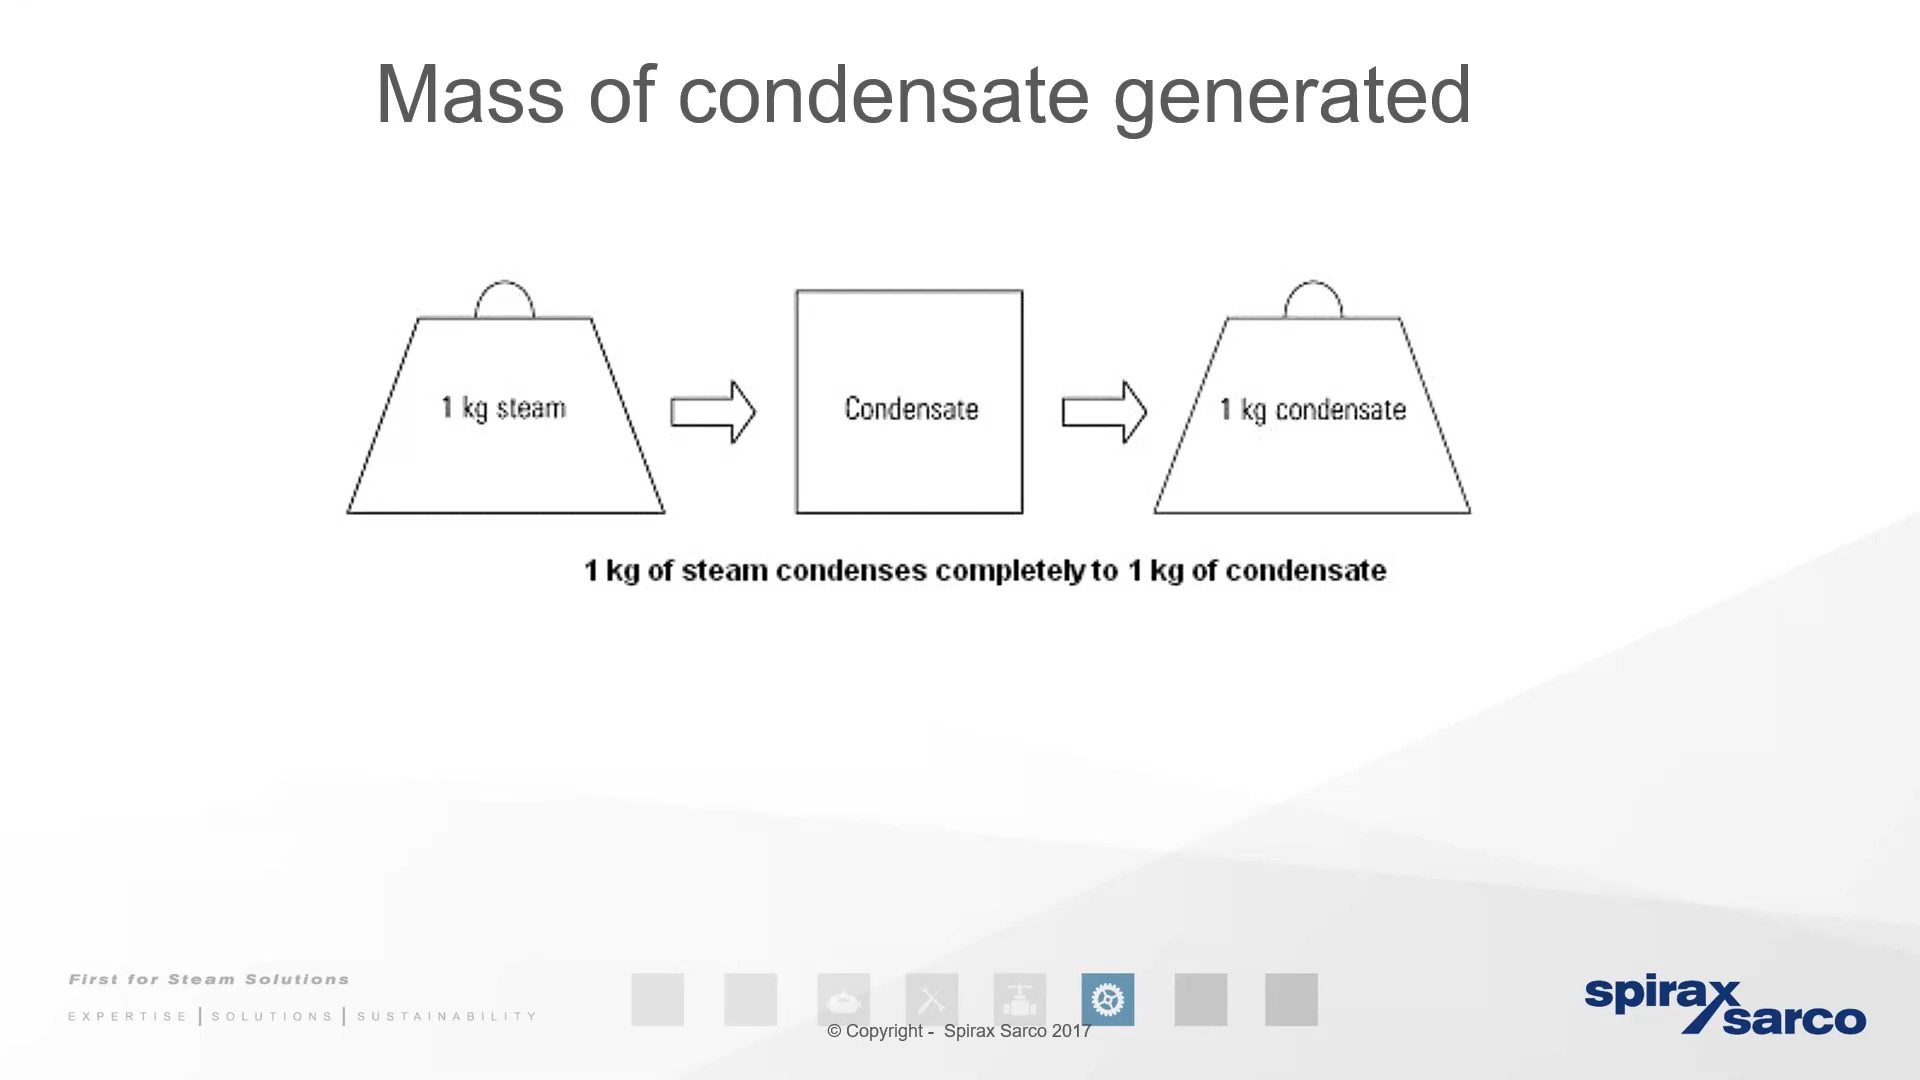 Mass of condensate generated
1 kg steam
Condensate
1 kg condensate
1 kg of steam condenses completely to 1 kg of condensate
First for Steam Solutions
EXPERTISE | SOLUTIONS | SUSTAINABILITY
© Copyright - Spirax Sarco 2017
spirax
sarco